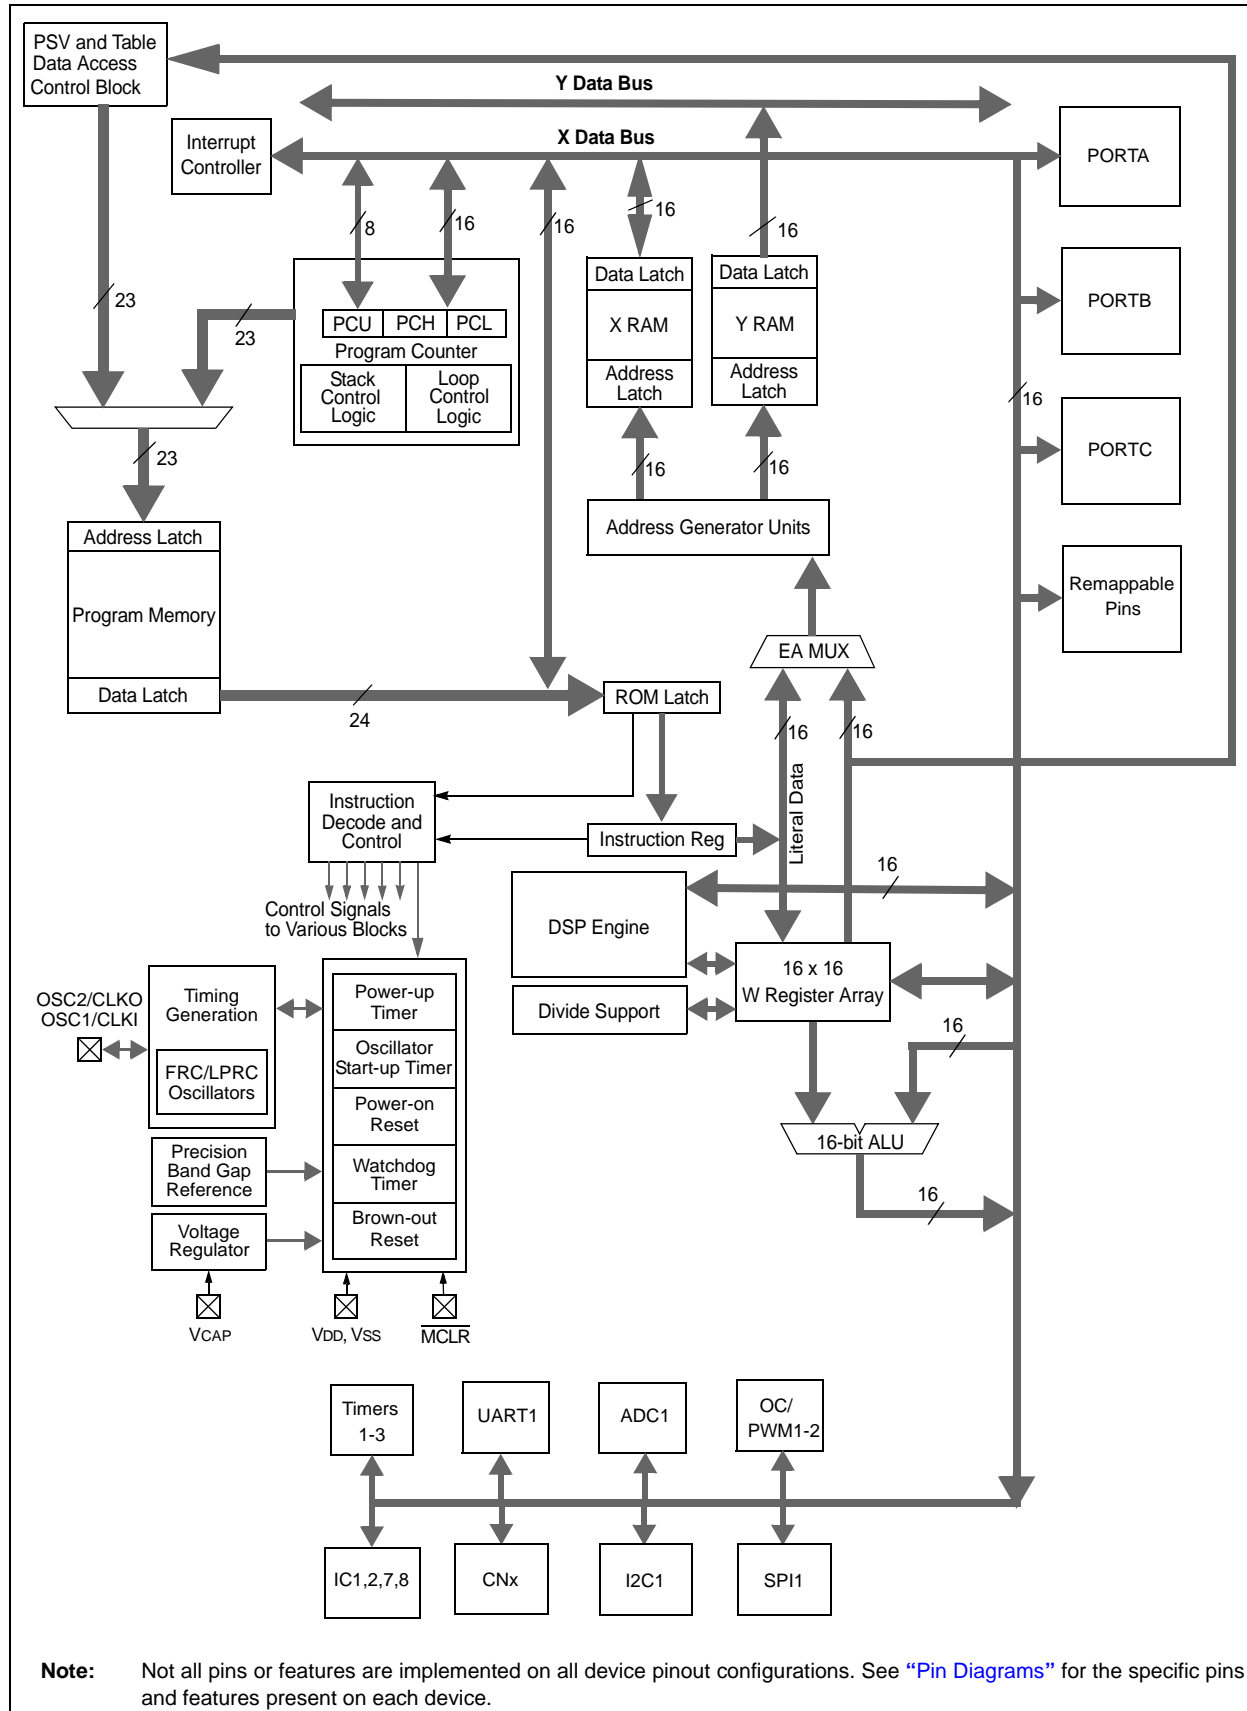 PSV and Table
Data Access
Control Block
Y Data Bus
Interrupt
Controller
X Data Bus
PORTA
8
16
16
16
16
23
23
Data Latch
X RAM
Address
Latch
Data Latch
Y RAM
Address
Latch
PORTB
PCU
PCH
PCL
Program Counter
Stack
Control
Logic
Loop
Control
Logic
16
23
16
16
PORTC
Address Latch
Program Memory
Data Latch
Address Generator Units
Remappable
Pins
EA MUX
24
ROM Latch
16
16
Literal Data
Instruction
Decode and
Control
Instruction Reg
Control Signals
to Various Blocks
DSP Engine
16
16 x 16
W Register Array
Divide Support
OSC2/CLKO
OSC1/CLKI
Timing
Generation
FRC/LPRC
Oscillators
Power-up
Timer
Oscillator
Start-up Timer
Power-on
Reset
Watchdog
Timer
Brown-out
Reset
16
16-bit ALU
16
Precision
Band Gap
Reference
Voltage
Regulator
VCAP
VDD, VSS
MCLR
Timers
1-3
UART1
ADC1
OC/
PWM1-2
IC1,2,7,8
CNx
I2C1
SPI1
Note: Not all pins or features are implemented on all device pinout configurations. See “Pin Diagrams” for the specific pins
and features present on each device.